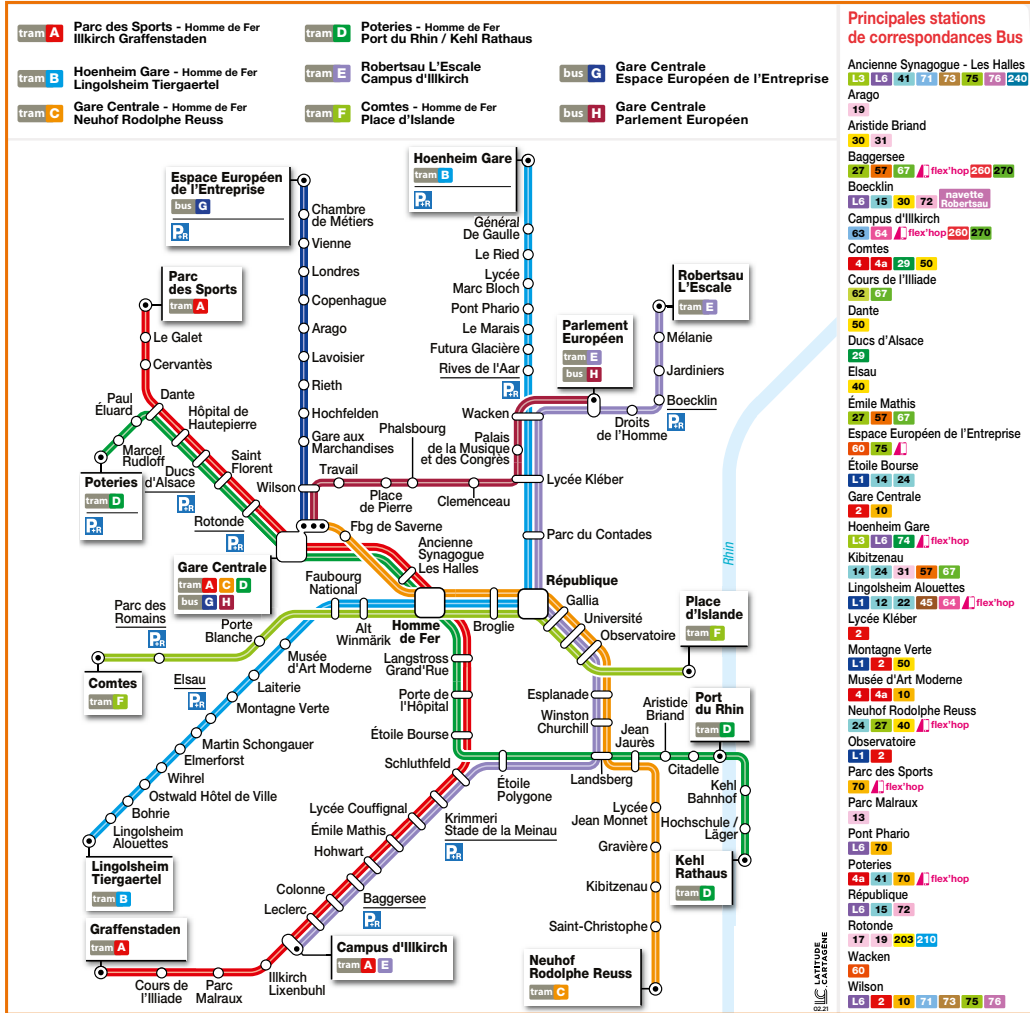 tram A Parc des Sports - Homme de Fer
Illkirch Graffenstaden
tram B Hoenheim Gare - Homme de Fer
Lingolsheim Tiergaertel
tram C Gare Centrale - Homme de Fer
Neuhof Rodolphe Reuss
tram D Poteries - Homme de Fer
Port du Rhin / Kehl Rathaus
tram E Robertsau L'Escale
Campus d'Illkirch
tram F Comtes - Homme de Fer
Place d'Islande
bus G Gare Centrale
Espace Européen de l'Entreprise
bus H Gare Centrale
Parlement Européen
Espace Européen
de l'Entreprise
bus G
P+R
Chambre
de Métiers
Vienne
Londres
Copenhague
Arago
Lavoisier
Rieth
Hochfelden
Gare aux
Marchandises
Wilson
Hoenheim Gare
tram B
P+R
Général
De Gaulle
Le Ried
Lycée
Marc Bloch
Pont Phario
Le Marais
Futura Glacière
Rives de l'Aar
P+R
Wacken
Palais
de la Musique
et des Congrès
Lycée Kléber
Parc du Contades
Parlement
Européen
tram E
bus H
Robertsau
L'Escale
tram E
Mélanie
Jardiniers
Boecklin
P+R
Droits
de l'Homme
Travail
Place
de Pierre
Phalsbourg
Clemenceau
Parc
des Sports
tram A
Le Galet
Cervantès
Dante
Paul
Éluard
Marcel
Rudloff
Poteries
tram D
P+R
Hôpital de
Hautepierre
Ducs
d'Alsace
P+R
Saint
Florent
Rotonde
P+R
Gare Centrale
tram A C D
bus G H
Fbg de Saverne
Ancienne
Synagogue
Les Halles
Faubourg
National
Alt
Winmärik
Homme
de Fer
Broglie
République
Gallia
Université
Observatoire
Place
d'Islande
tram F
Parc des
Romains
P+R
Porte
Blanche
Comtes
tram F
Musée
d'Art Moderne
Laiterie
Montagne Verte
Elsau
P+R
Martin Schongauer
Elmerforst
Wihrel
Ostwald Hôtel de Ville
Bohrie
Lingolsheim
Alouettes
Lingolsheim
Tiergaertel
tram B
Langstross
Grand'Rue
Porte de
l'Hôpital
Étoile Bourse
Schluthfeld
Étoile
Polygone
Landsberg
Esplanade
Winston
Churchill
Jean
Jaurès
Aristide
Briand
Citadelle
Port
du Rhin
tram D
Rhin
Kehl
Bahnhof
Hochschule /
Läger
Kehl
Rathaus
tram D
Lycée
Jean Monnet
Gravière
Kibitzenau
Saint-Christophe
Neuhof
Rodolphe Reuss
tram C
Lycée Couffignal
Krimmeri
Stade de la Meinau
P+R
Émile Mathis
Hohwart
Baggersee
P+R
Colonne
Leclerc
Campus d'Illkirch
tram A E
Illkirch
Lixenbuhl
Parc
Malraux
Cours de
l'Illiade
Graffenstaden
tram A
LATITUDE
CARTAGÈNE
02.21
Principales stations
de correspondances Bus
Ancienne Synagogue - Les Halles
L3 L6 41 71 73 75 76 240
Arago
19
Aristide Briand
30 31
Baggersee
27 57 67 flex'hop 260 270
Boecklin
L6 15 30 72 navette Robertsau
Campus d'Illkirch
63 64 flex'hop 260 270
Comtes
4 4a 29 50
Cours de l'Illiade
62 67
Dante
50
Ducs d'Alsace
29
Elsau
40
Émile Mathis
27 57 67
Espace Européen de l'Entreprise
60 75
Étoile Bourse
L1 14 24
Gare Centrale
2 10
Hoenheim Gare
L3 L6 74 flex'hop
Kibitzenau
14 24 31 57 67
Lingolsheim Alouettes
L1 12 22 45 64 flex'hop
Lycée Kléber
2
Montagne Verte
L1 2 50
Musée d'Art Moderne
4 4a 10
Neuhof Rodolphe Reuss
24 27 40 flex'hop
Observatoire
L1 2
Parc des Sports
70 flex'hop
Parc Malraux
13
Pont Phario
L6 70
Poteries
4a 41 70 flex'hop
République
L6 15 72
Rotonde
17 19 203 210
Wacken
60
Wilson
L6 2 10 71 73 75 76